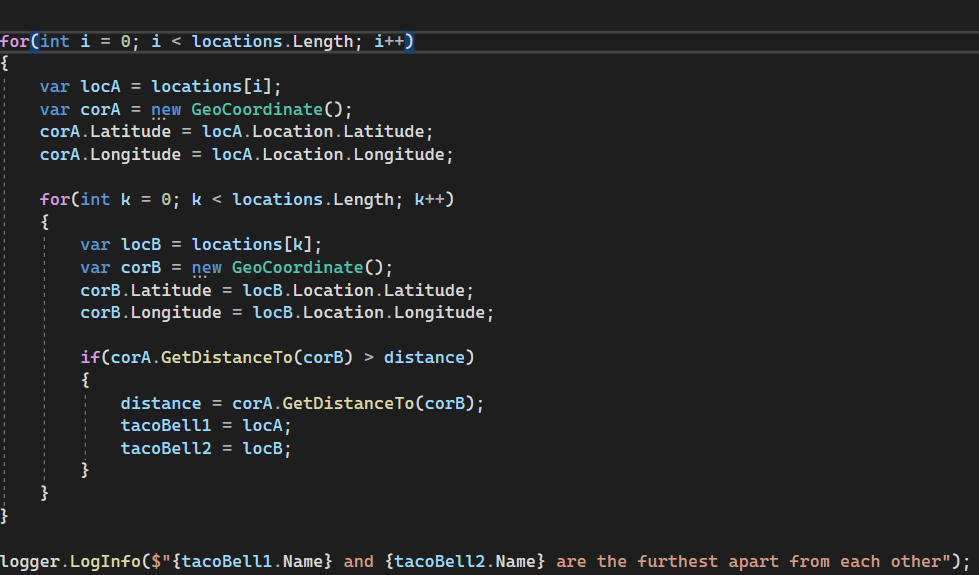 for(int i = 0; i < locations.Length; i++)
{
    var locA = locations[i];
    var corA = new GeoCoordinate();
    corA.Latitude = locA.Location.Latitude;
    corA.Longitude = locA.Location.Longitude;

    for(int k = 0; k < locations.Length; k++)
    {
        var locB = locations[k];
        var corB = new GeoCoordinate();
        corB.Latitude = locB.Location.Latitude;
        corB.Longitude = locB.Location.Longitude;

        if(corA.GetDistanceTo(corB) > distance)
        {
            distance = corA.GetDistanceTo(corB);
            tacoBell1 = locA;
            tacoBell2 = locB;
        }
    }
}

logger.LogInfo($"{tacoBell1.Name} and {tacoBell2.Name} are the furthest apart from each other");